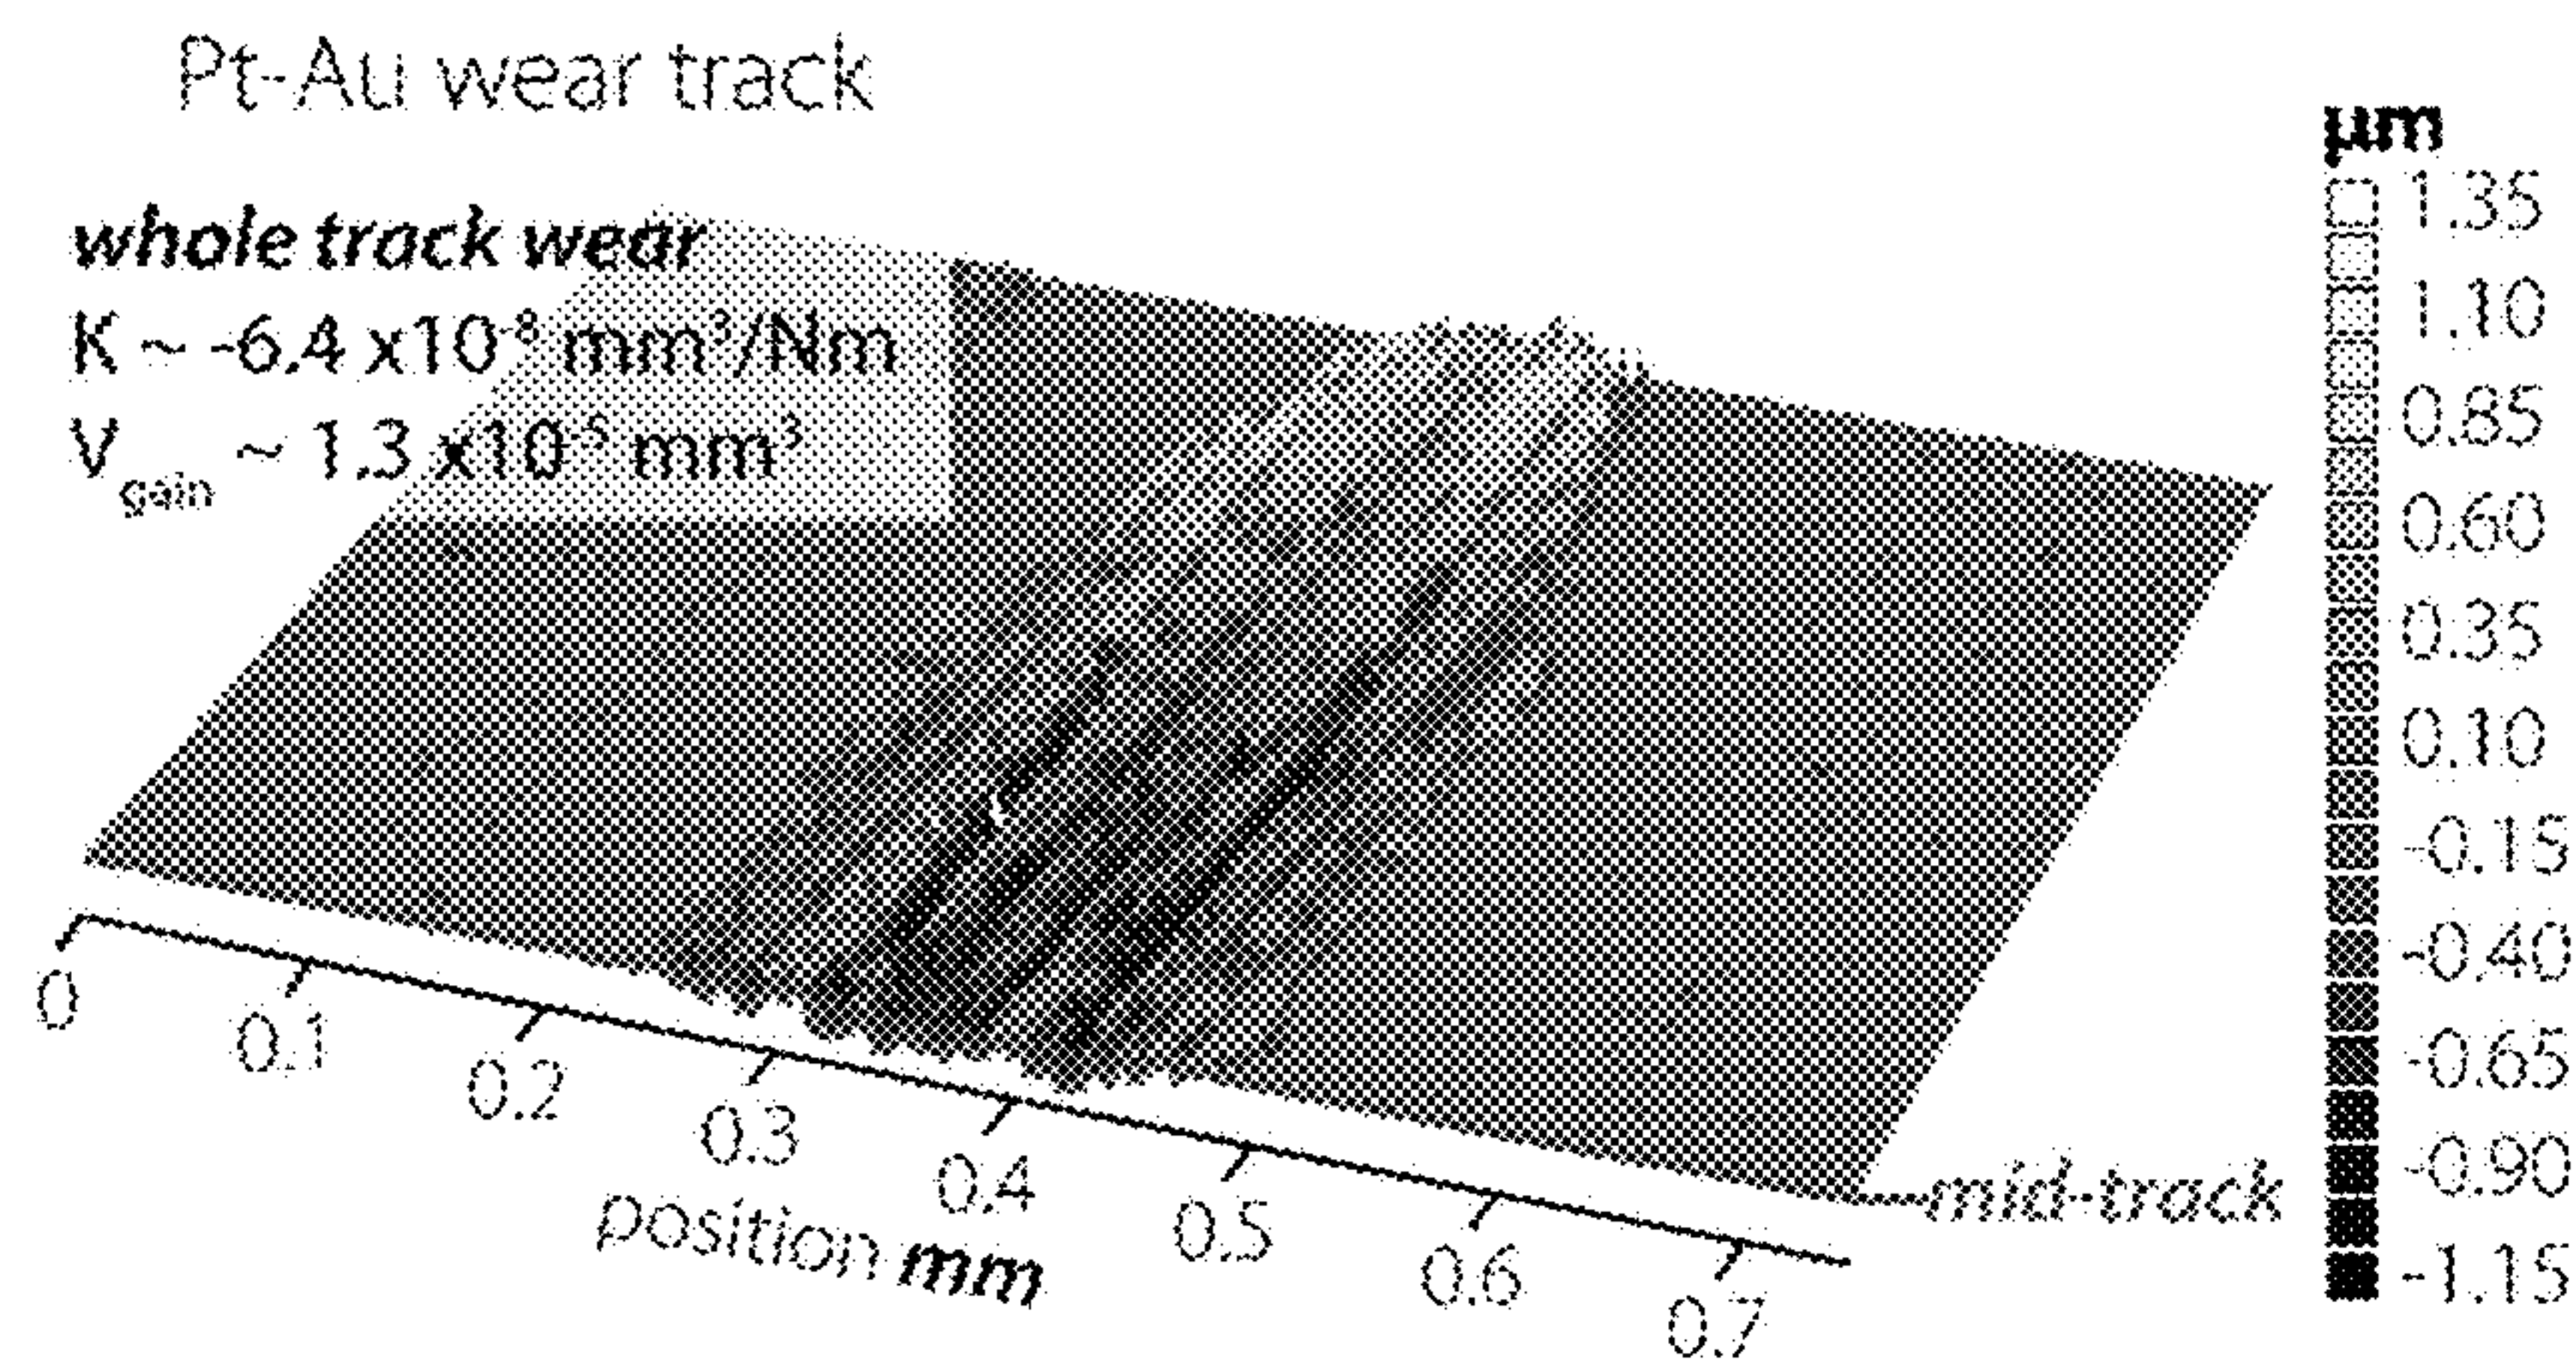 Pt-Au wear track
whole track wear
K ~ -6.4 x10⁻⁸ mm³/Nm
V gain ~ 1.3 x10⁻⁵ mm³
µm
1.35
1.10
0.85
0.60
0.35
0.10
-0.15
-0.40
-0.65
-0.90
-1.15
0
0.1
0.2
0.3
0.4
0.5
0.6
0.7
position mm
mid-track